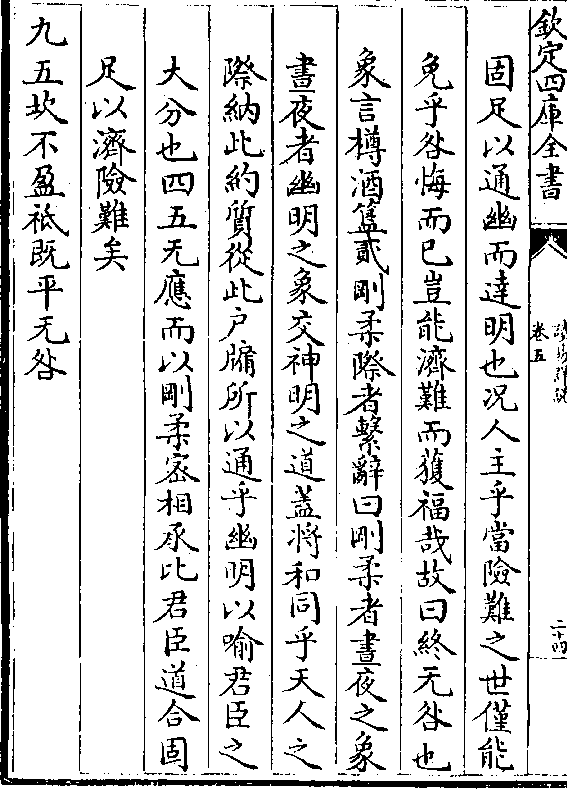 欽定四庫全書
讀易詳說
卷五
二十四
固足以通幽而達明也况人主乎當險難之世僅能
免乎咎悔而已豈能濟難而獲福哉故曰終无咎也
象言樽酒簋貳剛柔際者繫辭曰剛柔者晝夜之象
晝夜者幽明之象交神明之道蓋將和同乎天人之
際納此約質從此户牖所以通乎幽明以喻君臣之
大分也四五无應而以剛柔宻相承比君臣道合固
足以濟險難矣
九五坎不盈祗既平无咎